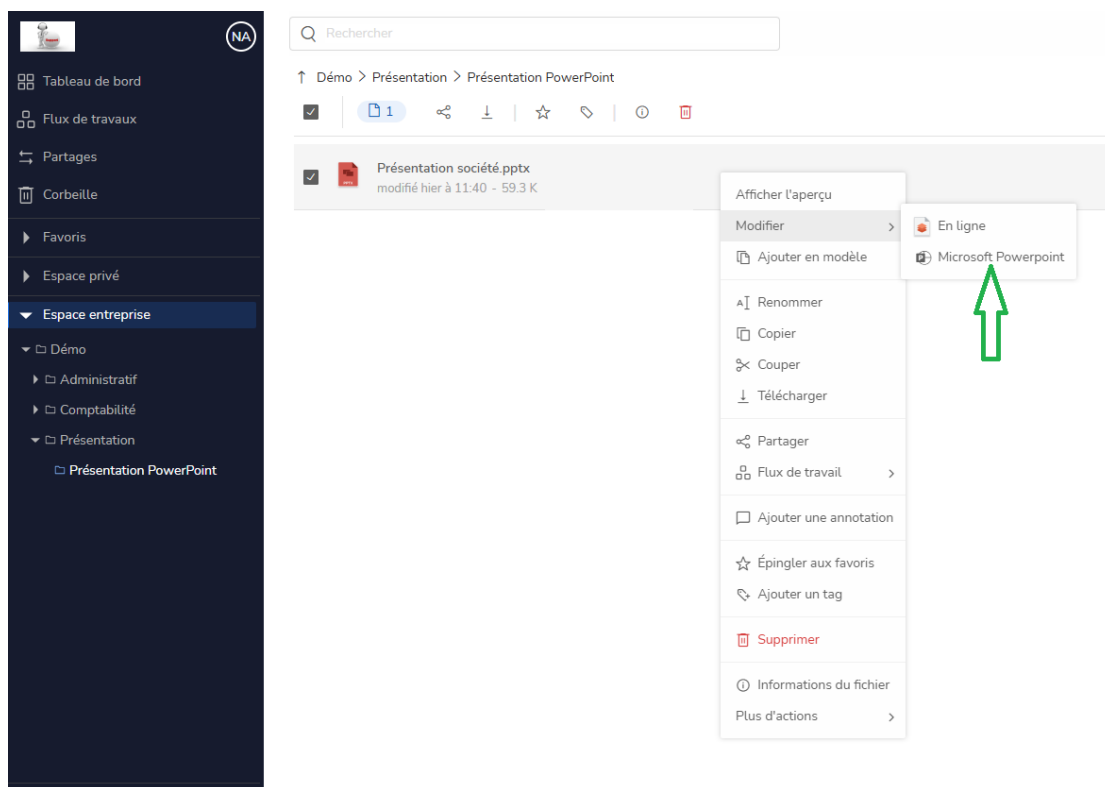 NA
Tableau de bord
Flux de travaux
Partages
Corbeille
Favoris
Espace privé
Espace entreprise
Démo
Administratif
Comptabilité
Présentation
Présentation PowerPoint
Rechercher
↑ Démo > Présentation > Présentation PowerPoint
1
Présentation société.pptx
modifié hier à 11:40 - 59.3 K
Afficher l'aperçu
Modifier >
Ajouter en modèle
Renommer
Copier
Couper
Télécharger
Partager
Flux de travail >
Ajouter une annotation
Épingler aux favoris
Ajouter un tag
Supprimer
Informations du fichier
Plus d'actions >
En ligne
Microsoft Powerpoint